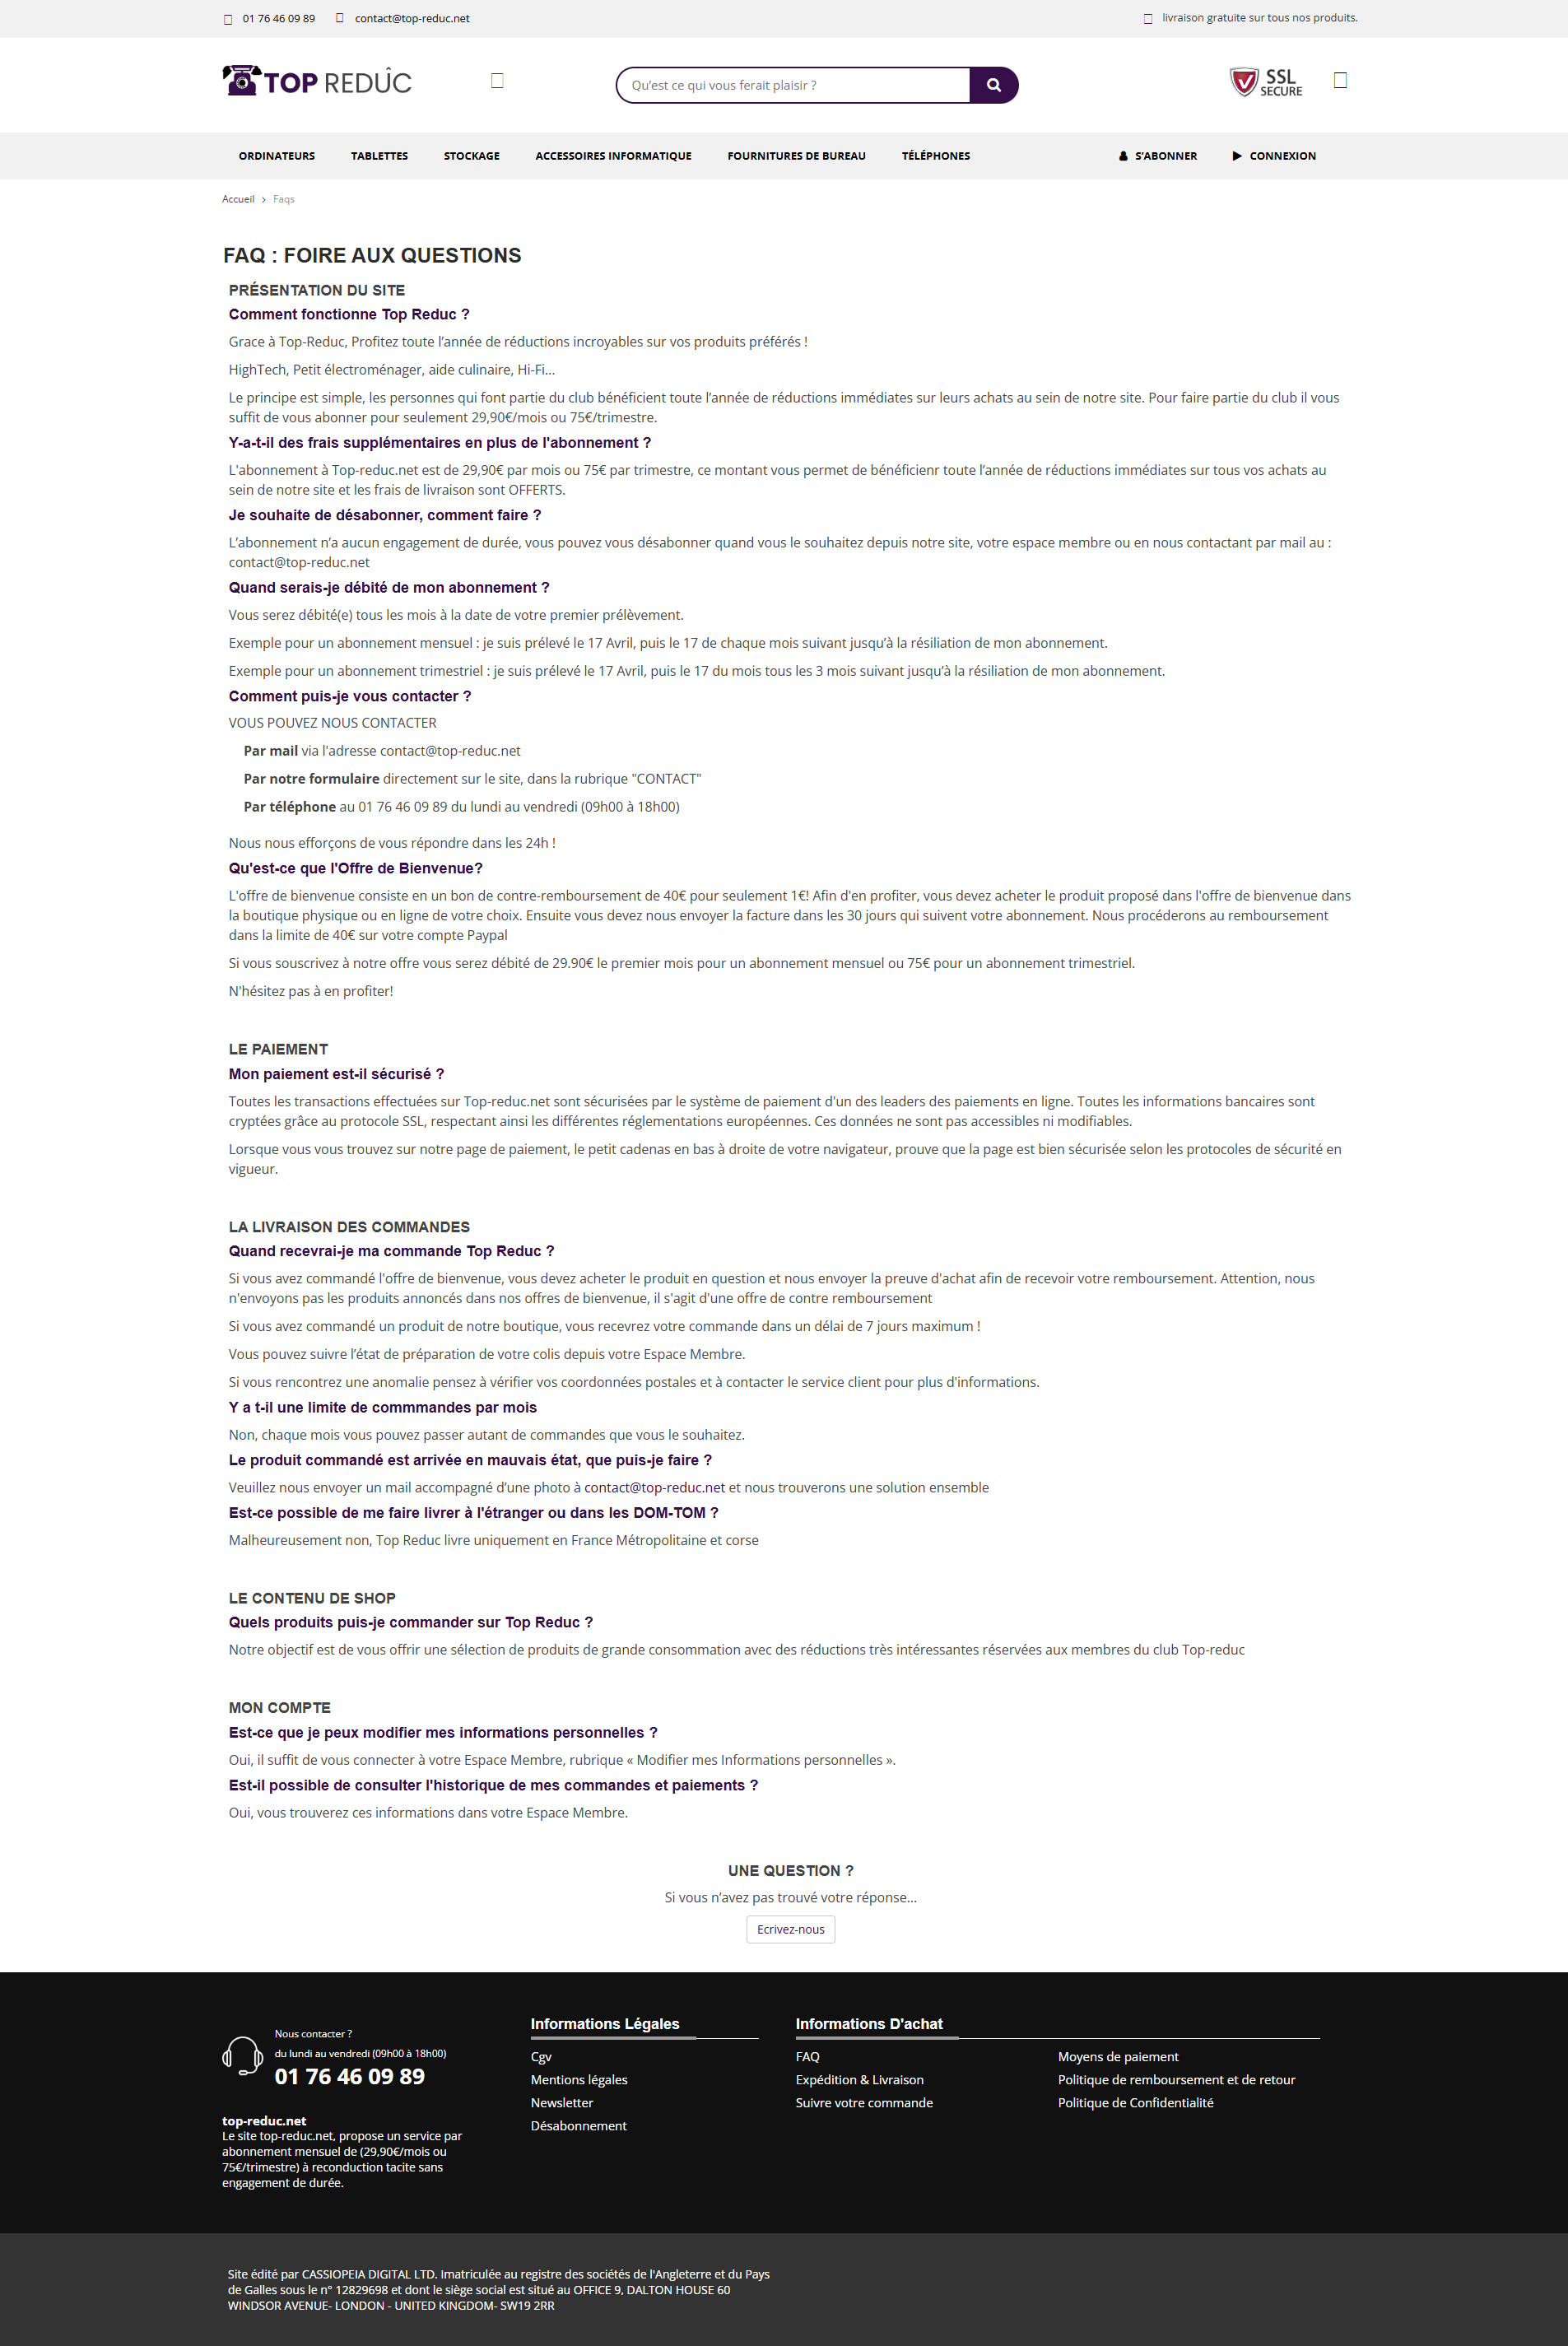 01 76 46 09 89 contact@top-reduc.net livraison gratuite sur tous nos produits.
TOP REDÛC
Qu’est ce qui vous ferait plaisir ?
SSL
SECURE
ORDINATEURS TABLETTES STOCKAGE ACCESSOIRES INFORMATIQUE FOURNITURES DE BUREAU TÉLÉPHONES S’ABONNER CONNEXION
Accueil > Faqs
FAQ : FOIRE AUX QUESTIONS
PRÉSENTATION DU SITE
Comment fonctionne Top Reduc ?
Grace à Top-Reduc, Profitez toute l’année de réductions incroyables sur vos produits préférés !
HighTech, Petit électroménager, aide culinaire, Hi-Fi…
Le principe est simple, les personnes qui font partie du club bénéficient toute l’année de réductions immédiates sur leurs achats au sein de notre site. Pour faire partie du club il vous
suffit de vous abonner pour seulement 29,90€/mois ou 75€/trimestre.
Y-a-t-il des frais supplémentaires en plus de l'abonnement ?
L'abonnement à Top-reduc.net est de 29,90€ par mois ou 75€ par trimestre, ce montant vous permet de bénéficienr toute l’année de réductions immédiates sur tous vos achats au
sein de notre site et les frais de livraison sont OFFERTS.
Je souhaite de désabonner, comment faire ?
L’abonnement n’a aucun engagement de durée, vous pouvez vous désabonner quand vous le souhaitez depuis notre site, votre espace membre ou en nous contactant par mail au :
contact@top-reduc.net
Quand serais-je débité de mon abonnement ?
Vous serez débité(e) tous les mois à la date de votre premier prélèvement.
Exemple pour un abonnement mensuel : je suis prélevé le 17 Avril, puis le 17 de chaque mois suivant jusqu’à la résiliation de mon abonnement.
Exemple pour un abonnement trimestriel : je suis prélevé le 17 Avril, puis le 17 du mois tous les 3 mois suivant jusqu’à la résiliation de mon abonnement.
Comment puis-je vous contacter ?
VOUS POUVEZ NOUS CONTACTER
Par mail via l'adresse contact@top-reduc.net
Par notre formulaire directement sur le site, dans la rubrique "CONTACT"
Par téléphone au 01 76 46 09 89 du lundi au vendredi (09h00 à 18h00)
Nous nous efforçons de vous répondre dans les 24h !
Qu'est-ce que l'Offre de Bienvenue?
L'offre de bienvenue consiste en un bon de contre-remboursement de 40€ pour seulement 1€! Afin d'en profiter, vous devez acheter le produit proposé dans l'offre de bienvenue dans
la boutique physique ou en ligne de votre choix. Ensuite vous devez nous envoyer la facture dans les 30 jours qui suivent votre abonnement. Nous procéderons au remboursement
dans la limite de 40€ sur votre compte Paypal
Si vous souscrivez à notre offre vous serez débité de 29.90€ le premier mois pour un abonnement mensuel ou 75€ pour un abonnement trimestriel.
N'hésitez pas à en profiter!
LE PAIEMENT
Mon paiement est-il sécurisé ?
Toutes les transactions effectuées sur Top-reduc.net sont sécurisées par le système de paiement d'un des leaders des paiements en ligne. Toutes les informations bancaires sont
cryptées grâce au protocole SSL, respectant ainsi les différentes réglementations européennes. Ces données ne sont pas accessibles ni modifiables.
Lorsque vous vous trouvez sur notre page de paiement, le petit cadenas en bas à droite de votre navigateur, prouve que la page est bien sécurisée selon les protocoles de sécurité en
vigueur.
LA LIVRAISON DES COMMANDES
Quand recevrai-je ma commande Top Reduc ?
Si vous avez commandé l'offre de bienvenue, vous devez acheter le produit en question et nous envoyer la preuve d'achat afin de recevoir votre remboursement. Attention, nous
n'envoyons pas les produits annoncés dans nos offres de bienvenue, il s'agit d'une offre de contre remboursement
Si vous avez commandé un produit de notre boutique, vous recevrez votre commande dans un délai de 7 jours maximum !
Vous pouvez suivre l’état de préparation de votre colis depuis votre Espace Membre.
Si vous rencontrez une anomalie pensez à vérifier vos coordonnées postales et à contacter le service client pour plus d'informations.
Y a t-il une limite de commmandes par mois
Non, chaque mois vous pouvez passer autant de commandes que vous le souhaitez.
Le produit commandé est arrivée en mauvais état, que puis-je faire ?
Veuillez nous envoyer un mail accompagné d’une photo à contact@top-reduc.net et nous trouverons une solution ensemble
Est-ce possible de me faire livrer à l'étranger ou dans les DOM-TOM ?
Malheureusement non, Top Reduc livre uniquement en France Métropolitaine et corse
LE CONTENU DE SHOP
Quels produits puis-je commander sur Top Reduc ?
Notre objectif est de vous offrir une sélection de produits de grande consommation avec des réductions très intéressantes réservées aux membres du club Top-reduc
MON COMPTE
Est-ce que je peux modifier mes informations personnelles ?
Oui, il suffit de vous connecter à votre Espace Membre, rubrique « Modifier mes Informations personnelles ».
Est-il possible de consulter l'historique de mes commandes et paiements ?
Oui, vous trouverez ces informations dans votre Espace Membre.
UNE QUESTION ?
Si vous n’avez pas trouvé votre réponse…
Ecrivez-nous
Nous contacter ?
du lundi au vendredi (09h00 à 18h00)
01 76 46 09 89
top-reduc.net
Le site top-reduc.net, propose un service par
abonnement mensuel de (29,90€/mois ou
75€/trimestre) à reconduction tacite sans
engagement de durée.
Informations Légales
Cgv
Mentions légales
Newsletter
Désabonnement
Informations D'achat
FAQ
Expédition & Livraison
Suivre votre commande
Moyens de paiement
Politique de remboursement et de retour
Politique de Confidentialité
Site édité par CASSIOPEIA DIGITAL LTD. Imatriculée au registre des sociétés de l'Angleterre et du Pays
de Galles sous le n° 12829698 et dont le siège social est situé au OFFICE 9, DALTON HOUSE 60
WINDSOR AVENUE- LONDON - UNITED KINGDOM- SW19 2RR